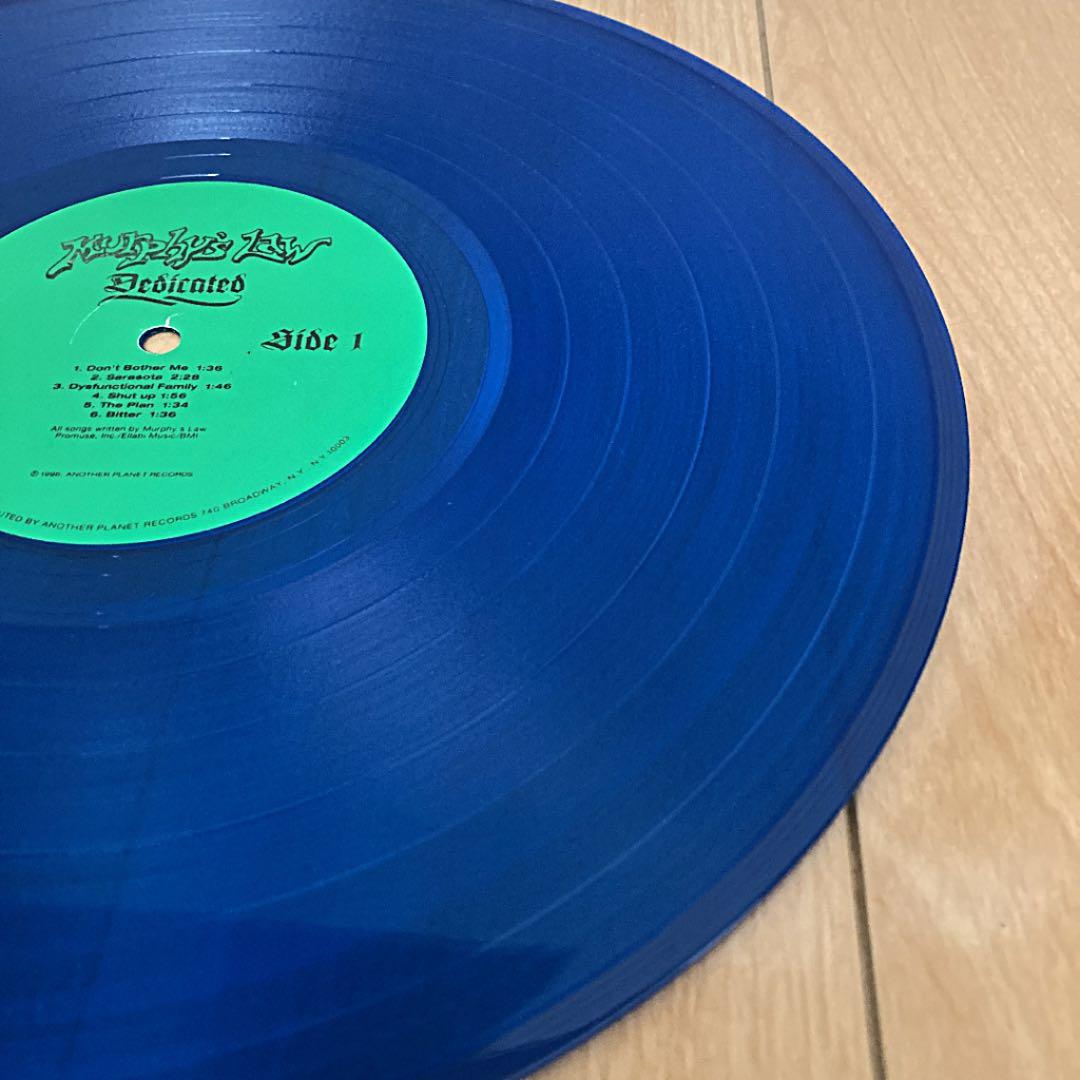 Murphy's Law
Dedicated
Side 1
1. Don't Bother Me 1:36
2. Sarasota 2:28
3. Dysfunctional Family 1:46
4. Shut up 1:56
5. The Plan 1:34
6. Bitter 1:36
All songs written by Murphy's Law
Promuse, Inc./Ellabi Music/BMI
ANOTHER PLANET RECORDS
BY ANOTHER PLANET RECORDS 740 BROADWAY, N.Y., N.Y. 10003